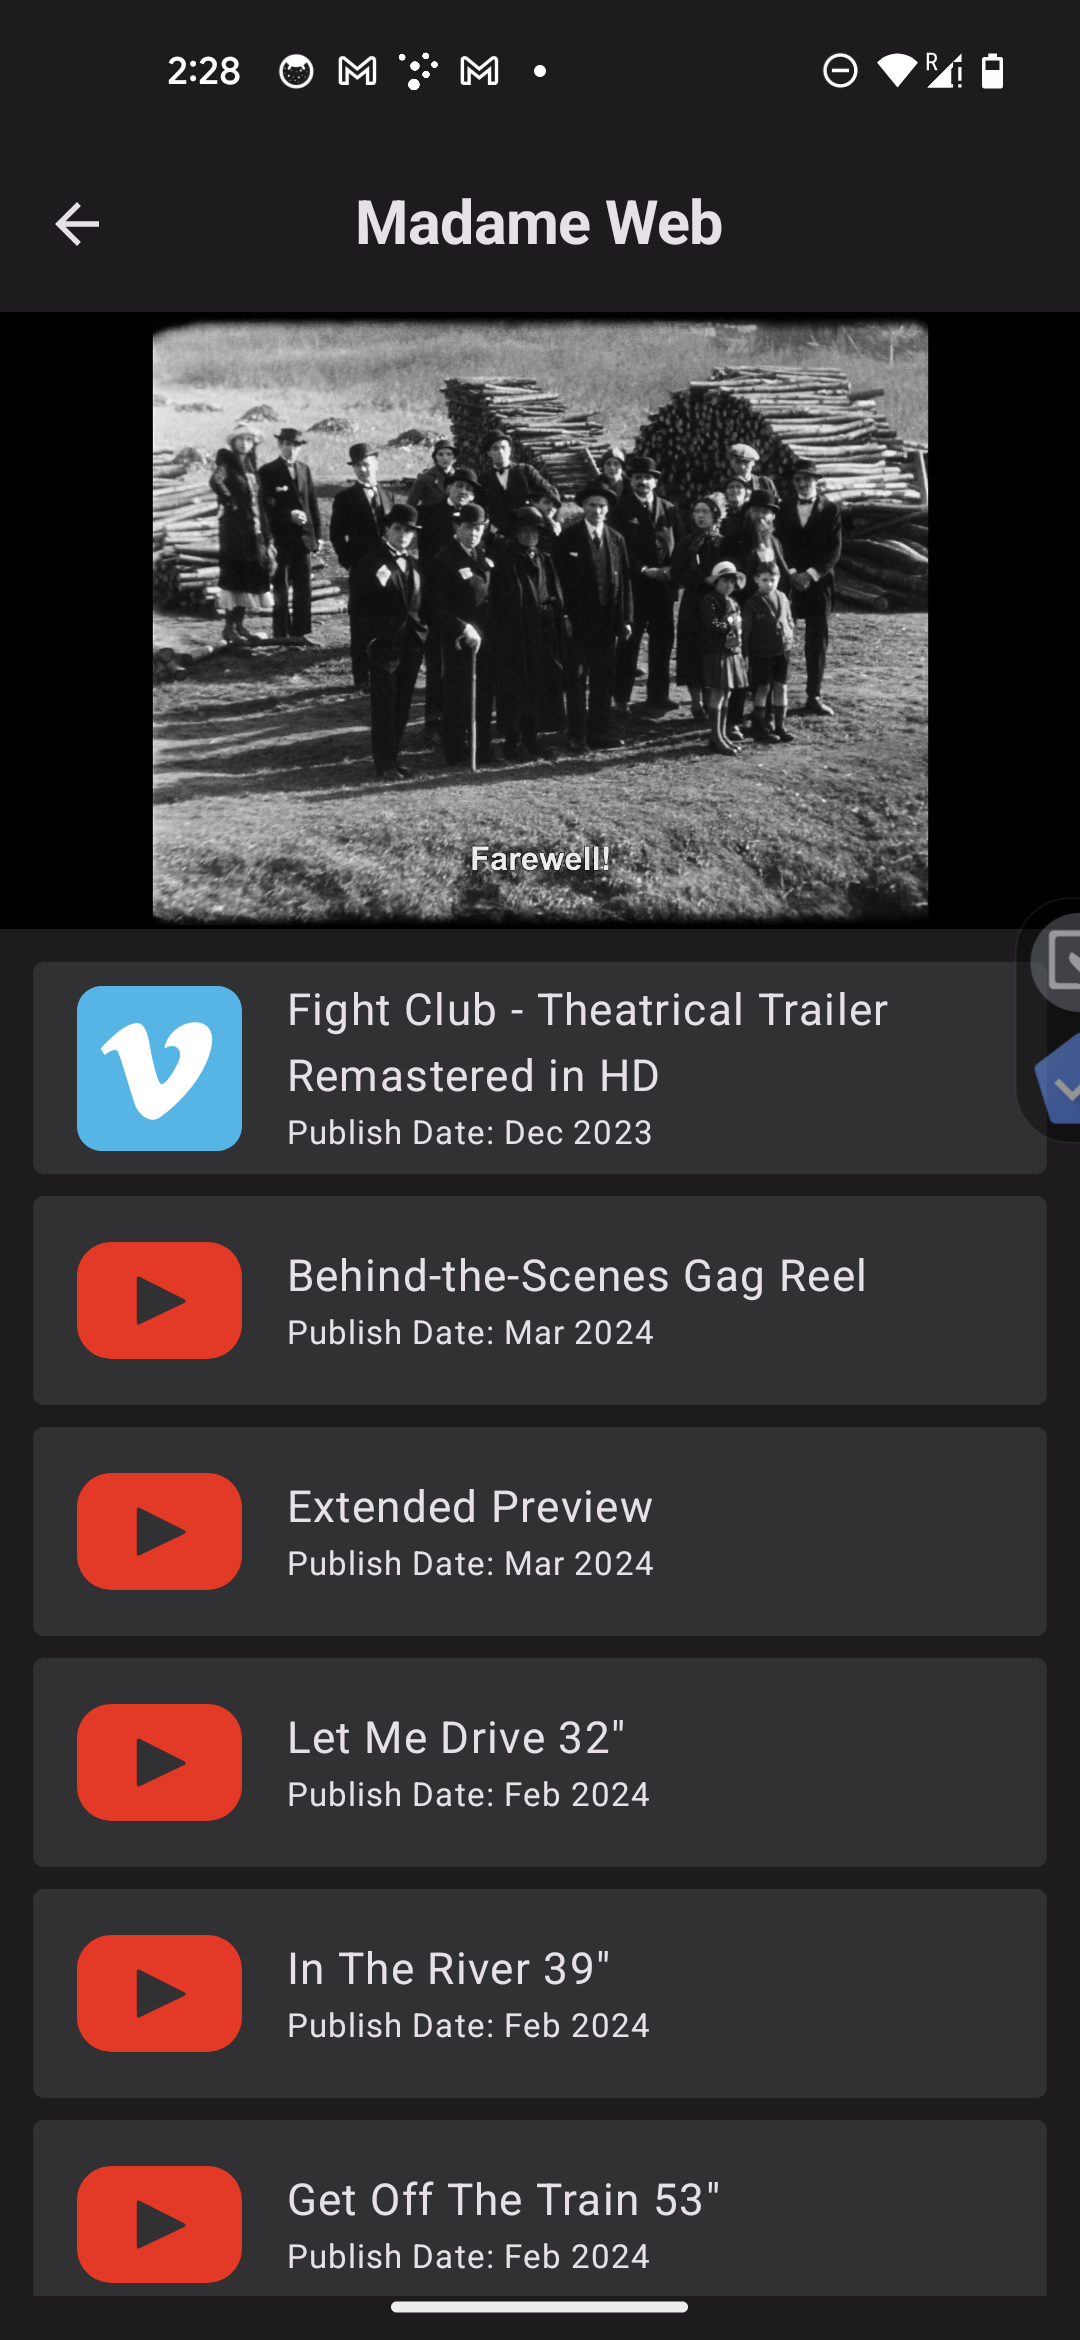 2:28
R
Madame Web
Farewell!
Fight Club - Theatrical Trailer
Remastered in HD
Publish Date: Dec 2023
Behind-the-Scenes Gag Reel
Publish Date: Mar 2024
Extended Preview
Publish Date: Mar 2024
Let Me Drive 32"
Publish Date: Feb 2024
In The River 39"
Publish Date: Feb 2024
Get Off The Train 53"
Publish Date: Feb 2024